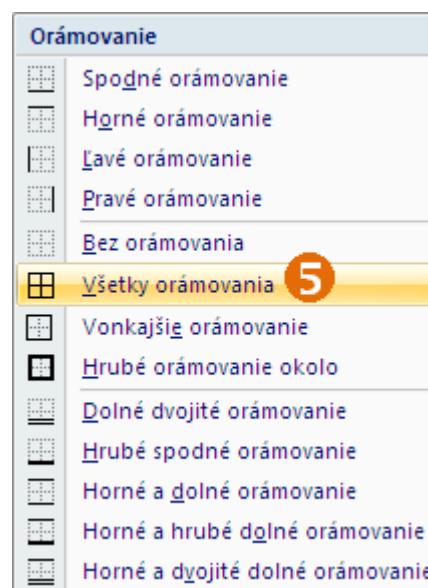 Orámovanie
Spodné orámovanie
Horné orámovanie
Ľavé orámovanie
Pravé orámovanie
Bez orámovania
Všetky orámovania 5
Vonkajšie orámovanie
Hrubé orámovanie okolo
Dolné dvojité orámovanie
Hrubé spodné orámovanie
Horné a dolné orámovanie
Horné a hrubé dolné orámovanie
Horné a dvojité dolné orámovanie